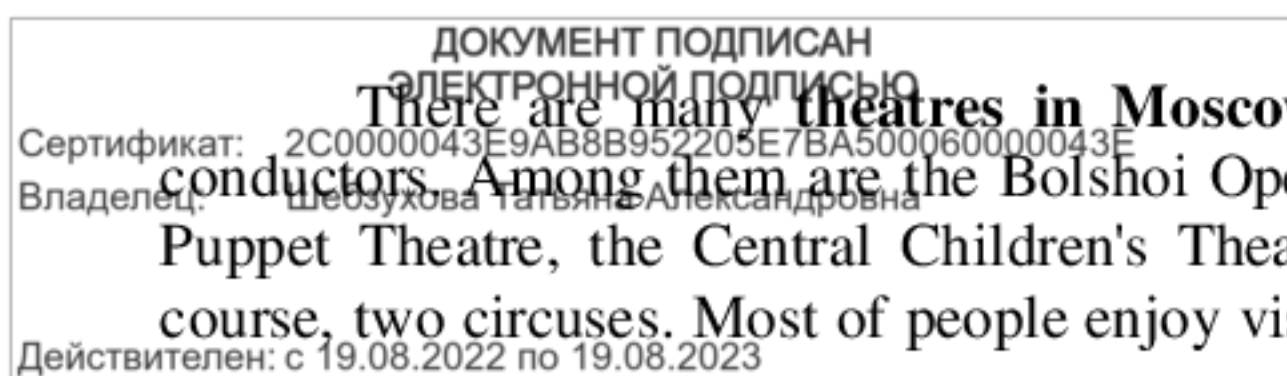 ДОКУМЕНТ ПОДПИСАН
ЭЛЕКТРОННОЙ ПОДПИСЬЮ
There are many theatres in Mosco
Сертификат: 2C0000043E9AB8B952205E7BA500060000043E
conductors. Among them are the Bolshoi Ope
Владелец: Шебзухова Татьяна Александровна
Puppet Theatre, the Central Children's Thea
course, two circuses. Most of people enjoy vi
Действителен: с 19.08.2022 по 19.08.2023